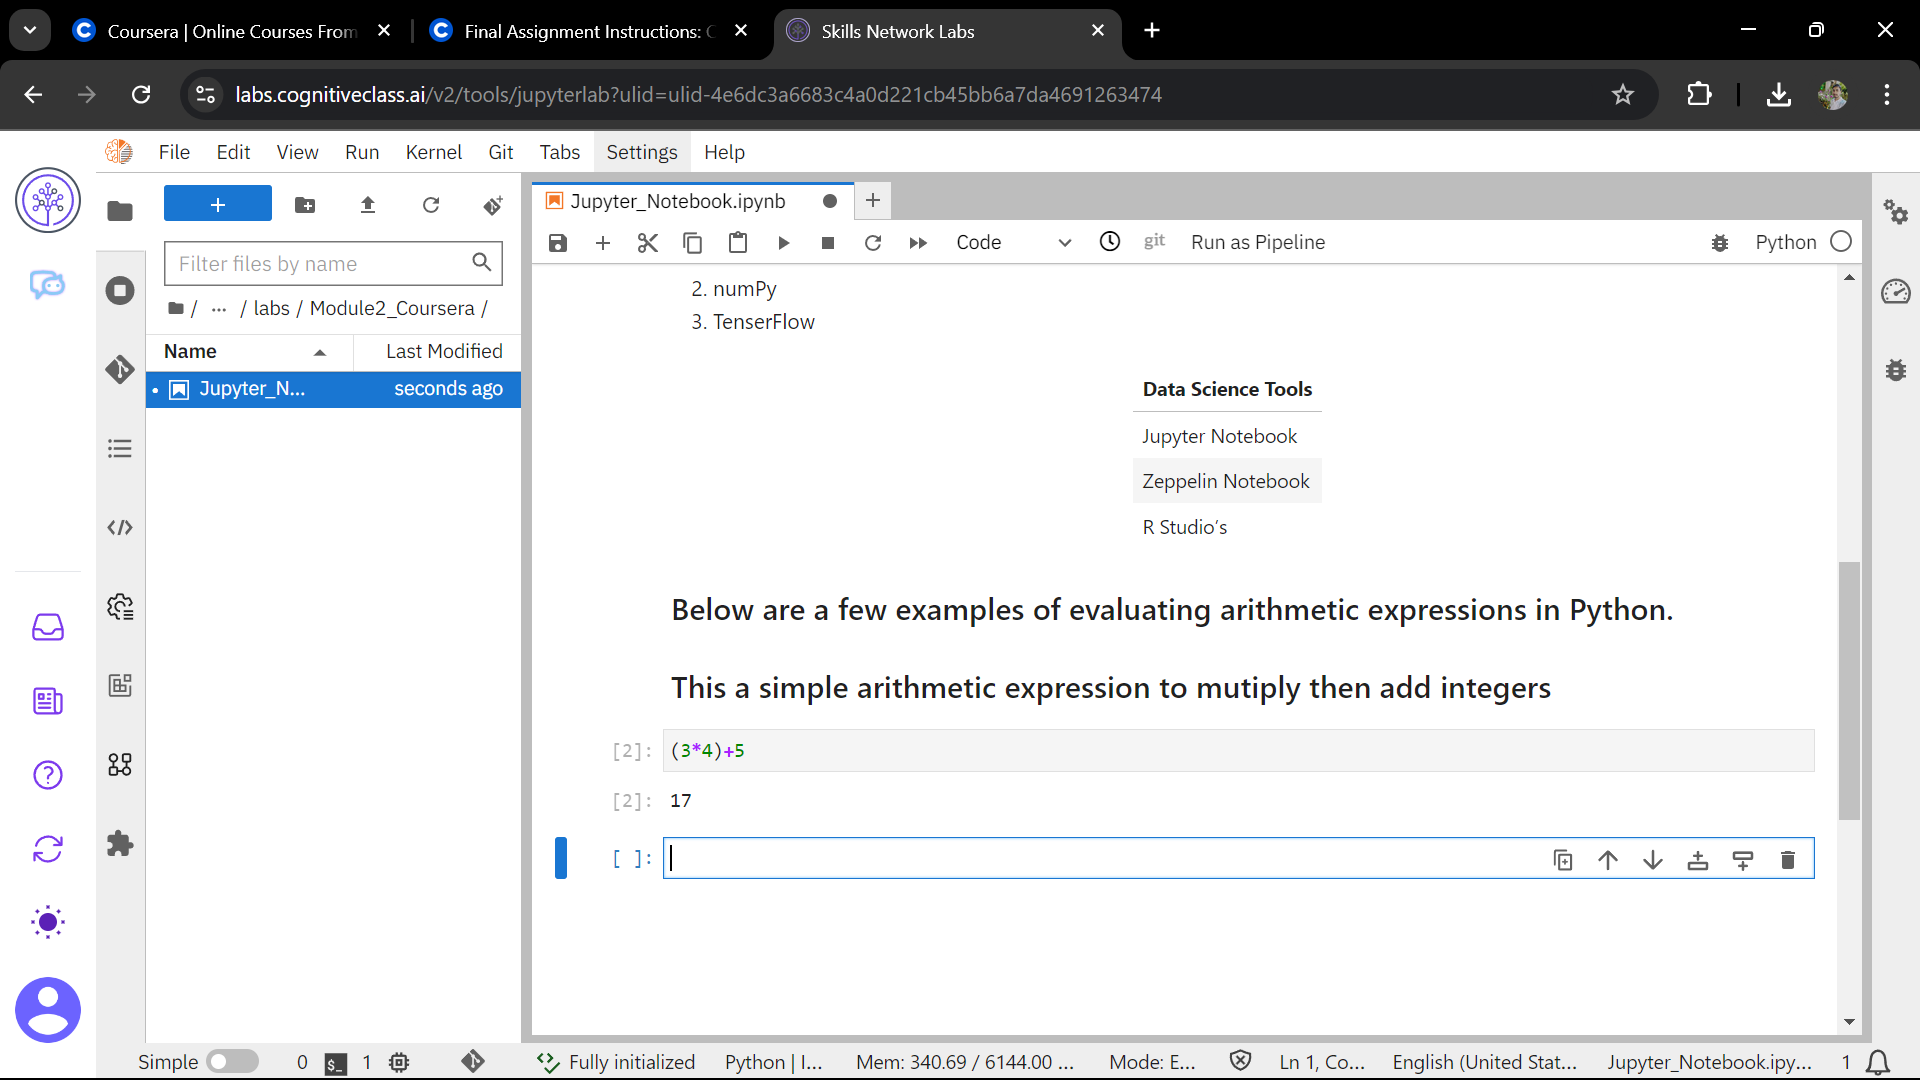 Coursera | Online Courses From
Final Assignment Instructions: C
Skills Network Labs
labs.cognitiveclass.ai/v2/tools/jupyterlab?ulid=ulid-4e6dc3a6683c4a0d221cb45bb6a7da4691263474
File Edit View Run Kernel Git Tabs Settings Help
Jupyter_Notebook.ipynb
Filter files by name
Code
git
Run as Pipeline
Python
/ ... / labs / Module2_Coursera /
Name
Last Modified
Jupyter_N...
seconds ago
2. numPy
3. TenserFlow
Data Science Tools
Jupyter Notebook
Zeppelin Notebook
R Studio's
Below are a few examples of evaluating arithmetic expressions in Python.
This a simple arithmetic expression to mutiply then add integers
[2]: (3*4)+5
[2]: 17
[ ]:
Simple 0 $_ 1 Fully initialized Python | I... Mem: 340.69 / 6144.00 ... Mode: E... Ln 1, Co... English (United Stat... Jupyter_Notebook.ipy... 1